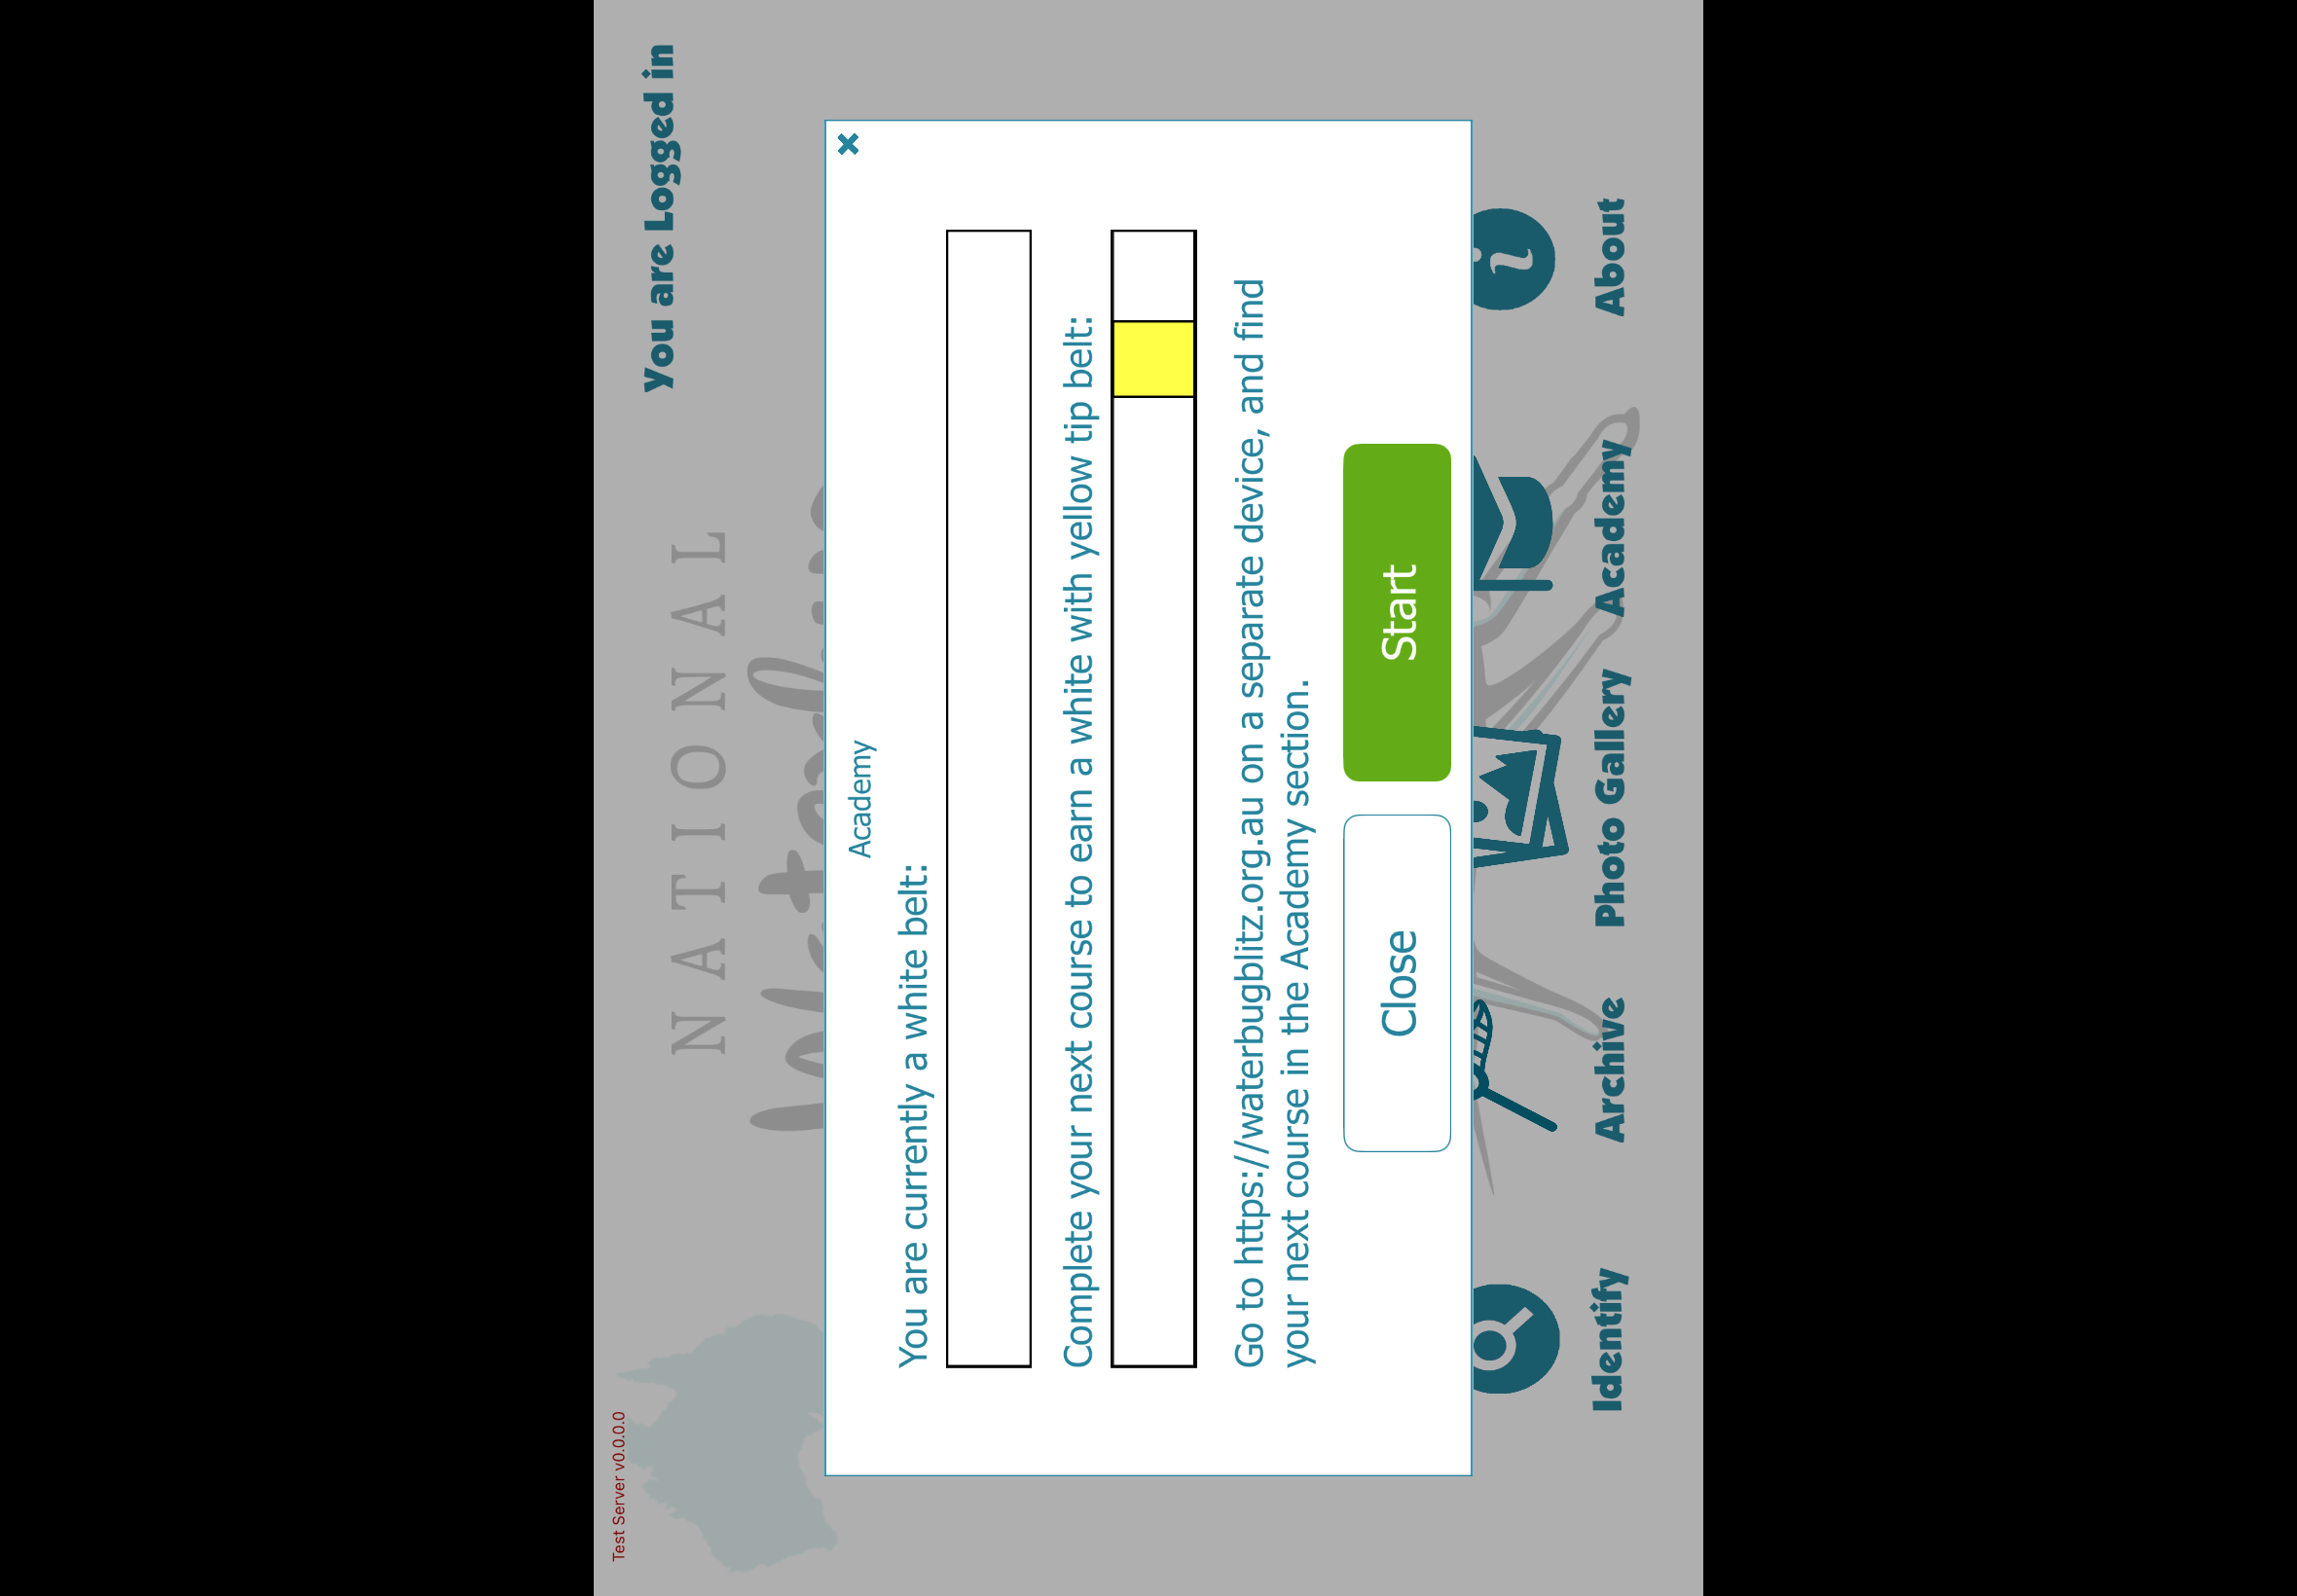 Test Server v0.0.0.0
you are Logged in
NATIONAL
Academy
You are currently a white belt:
Complete your next course to earn a white with yellow tip belt:
Go to https://waterbugblitz.org.au on a separate device, and find
your next course in the Academy section.
Close
Start
Identify
Archive
Photo Gallery
Academy
About